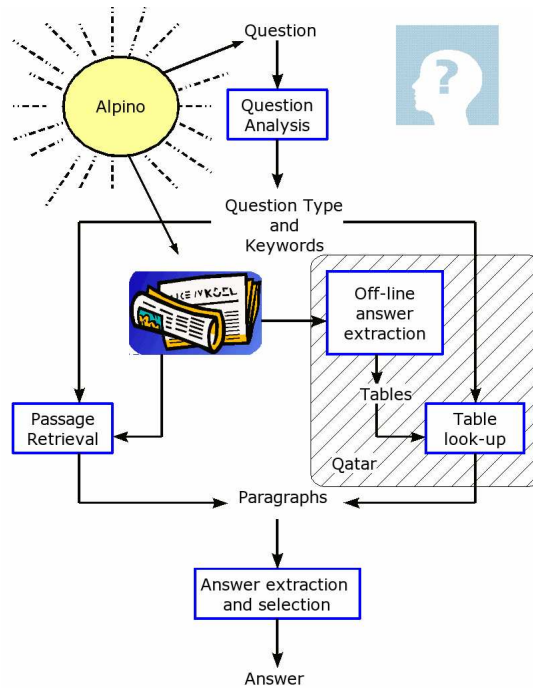 Question
Alpino
?
Question
Analysis
Question Type
and
Keywords
Off-line
answer
extraction
Tables
Passage
Retrieval
Table
look-up
Qatar
Paragraphs
Answer extraction
and selection
Answer